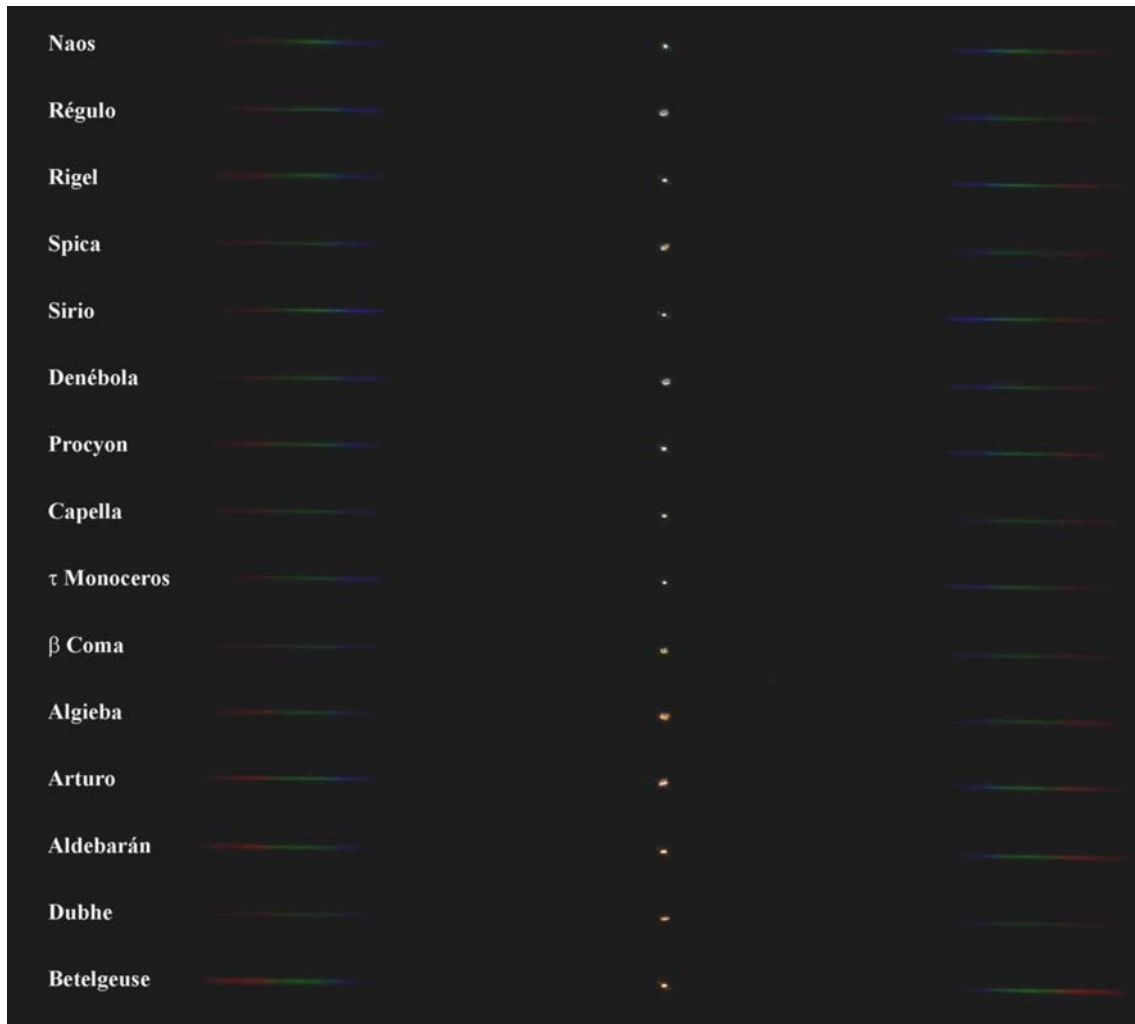 Naos
Régulo
Rigel
Spica
Sirio
Denébola
Procyon
Capella
τ Monoceros
β Coma
Algieba
Arturo
Aldebarán
Dubhe
Betelgeuse